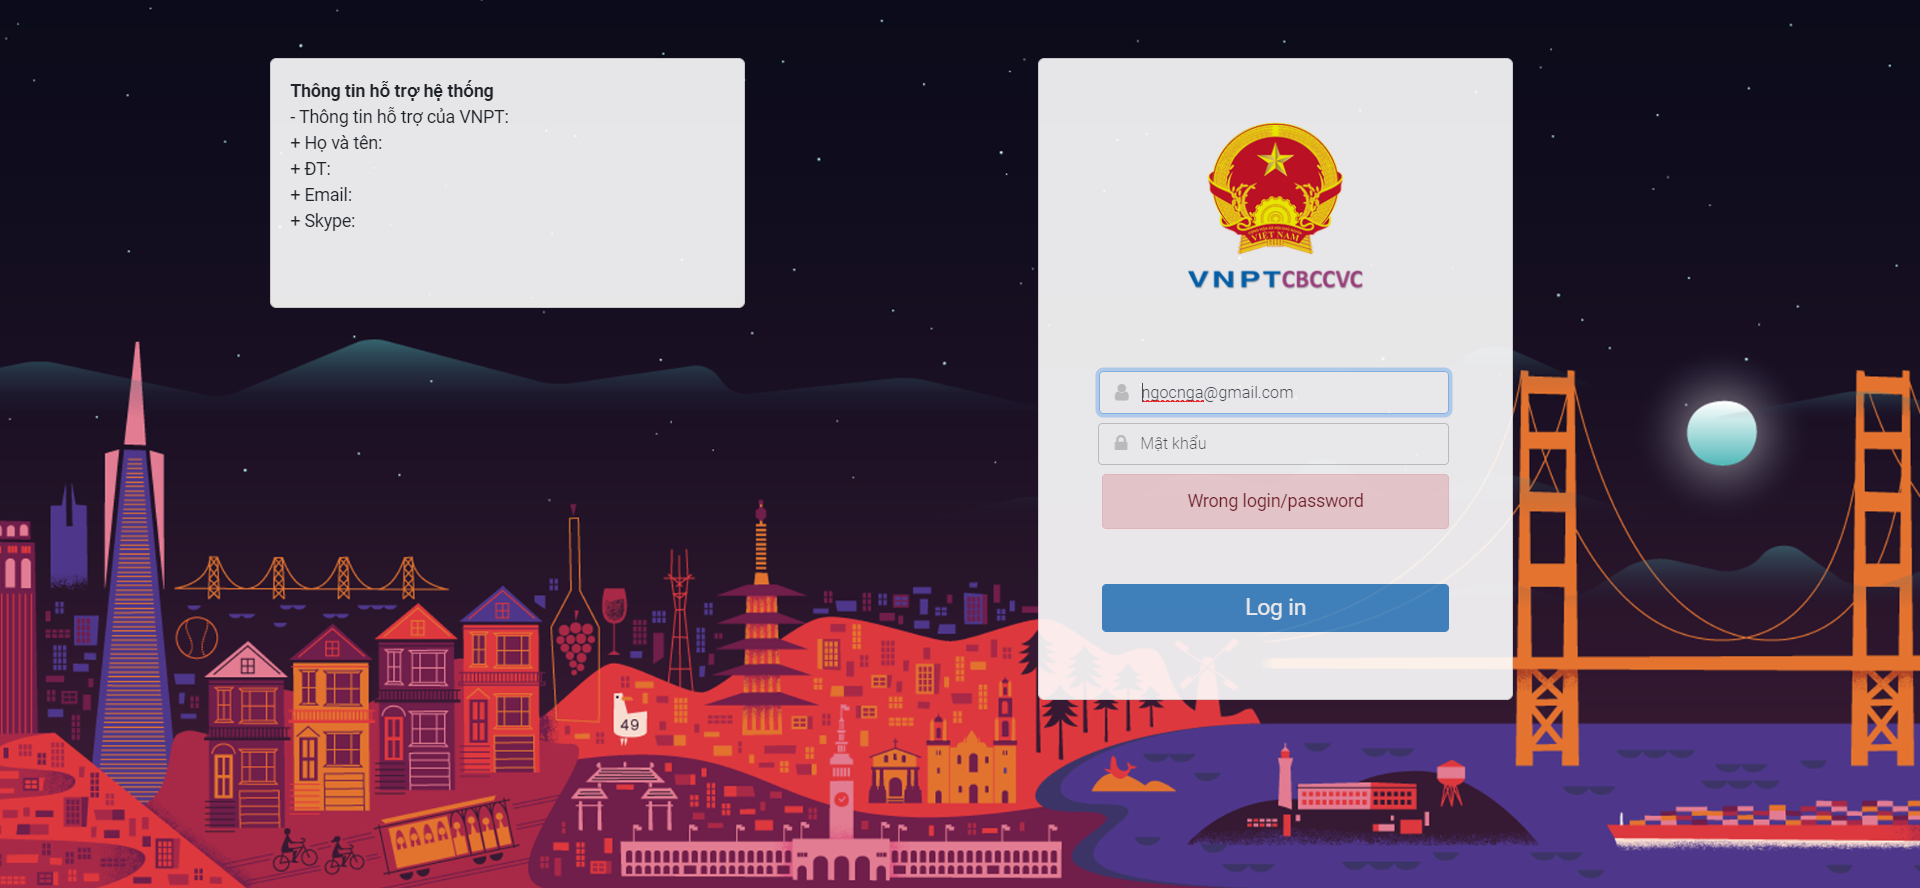 Thông tin hỗ trợ hệ thống
- Thông tin hỗ trợ của VNPT:
+ Họ và tên:
+ ĐT:
+ Email:
+ Skype:
VIỆT NAM
VNPTCBCCVC
ngocnga@gmail.com
Mật khẩu
Wrong login/password
Log in
49